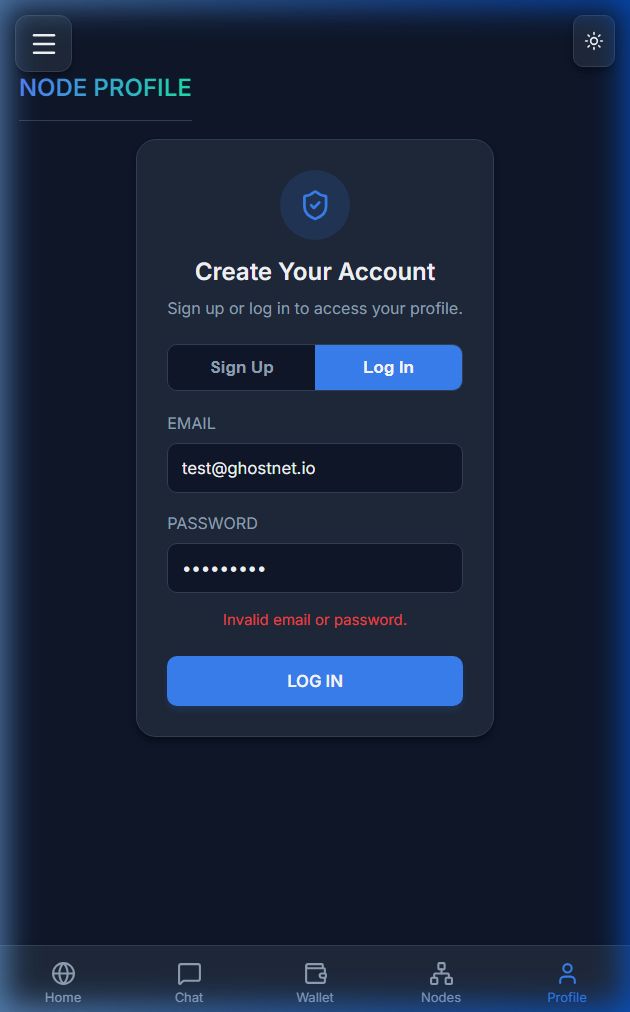 NODE PROFILE
Create Your Account
Sign up or log in to access your profile.
Sign Up Log In
EMAIL
test@ghostnet.io
PASSWORD
•••••••••
Invalid email or password.
LOG IN
Home Chat Wallet Nodes Profile